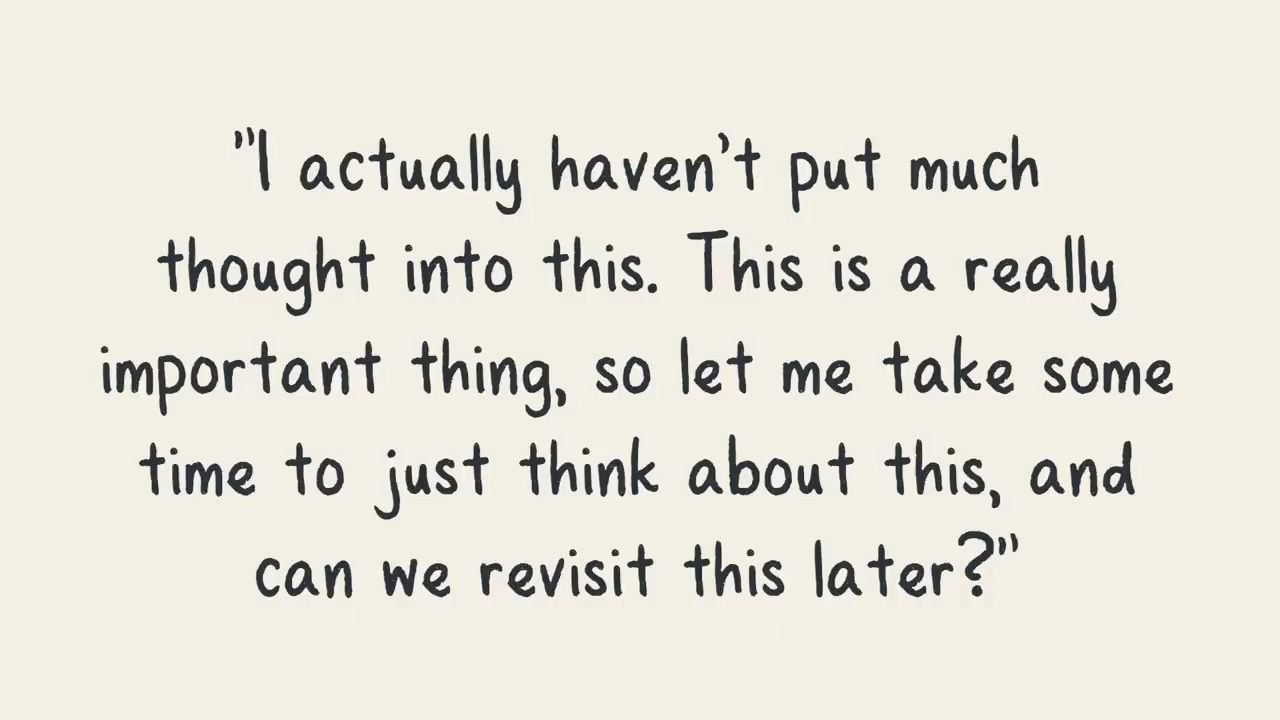 "I actually haven't put much
thought into this. This is a really
important thing, so let me take some
time to just think about this, and
can we revisit this later?"